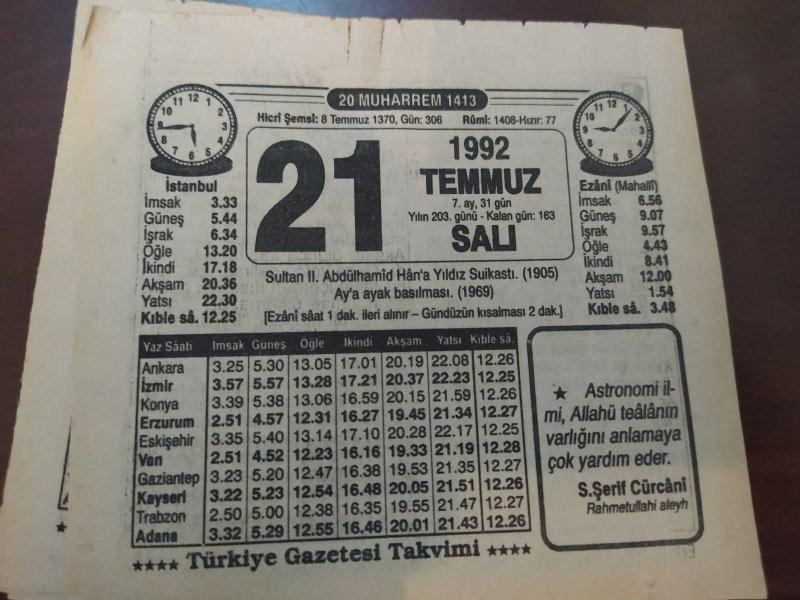 20 MUHARREM 1413
Hicrî Şemsî: 8 Temmuz 1370, Gün: 306 Rûmi: 1408-Hızır: 77
21
1992
TEMMUZ
7. ay, 31 gün
Yılın 203. günü - Kalan gün: 163
SALI
İstanbul
İmsak 3.33
Güneş 5.44
İşrak 6.34
Öğle 13.20
İkindi 17.18
Akşam 20.36
Yatsı 22.30
Kıble sâ. 12.25
Ezânî (Mahallî)
İmsak 6.56
Güneş 9.07
İşrak 9.57
Öğle 4.43
İkindi 8.41
Akşam 12.00
Yatsı 1.54
Kıble sâ. 3.48
Sultan II. Abdülhamîd Hân'a Yıldız Suikastı. (1905)
Ay'a ayak basılması. (1969)
[Ezânî sâat 1 dak. ileri alınır – Gündüzün kısalması 2 dak.]
Yaz Sâati İmsak Güneş Öğle İkindi Akşam Yatsı Kıble sâ.
Ankara 3.25 5.30 13.05 17.01 20.19 22.08 12.26
İzmir 3.57 5.57 13.28 17.21 20.37 22.23 12.25
Konya 3.39 5.38 13.06 16.59 20.15 21.59 12.26
Erzurum 2.51 4.57 12.31 16.27 19.45 21.34 12.27
Eskişehir 3.35 5.40 13.14 17.10 20.28 22.17 12.25
Van 2.51 4.52 12.23 16.16 19.33 21.19 12.28
Gaziantep 3.23 5.20 12.47 16.38 19.53 21.35 12.27
Kayseri 3.22 5.23 12.54 16.48 20.05 21.51 12.26
Trabzon 2.50 5.00 12.38 16.35 19.55 21.47 12.27
Adana 3.32 5.29 12.55 16.46 20.01 21.43 12.26
★ Astronomi il-
mi, Allahü teâlânın
varlığını anlamaya
çok yardım eder.
S.Şerif Cürcânî
Rahmetullahi aleyh
★★★★ Türkiye Gazetesi Takvimi ★★★★